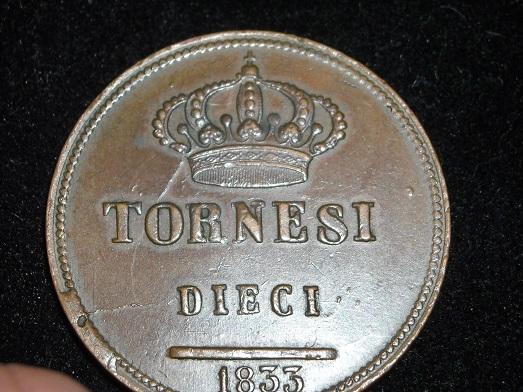 TORNESI
DIECI
1833